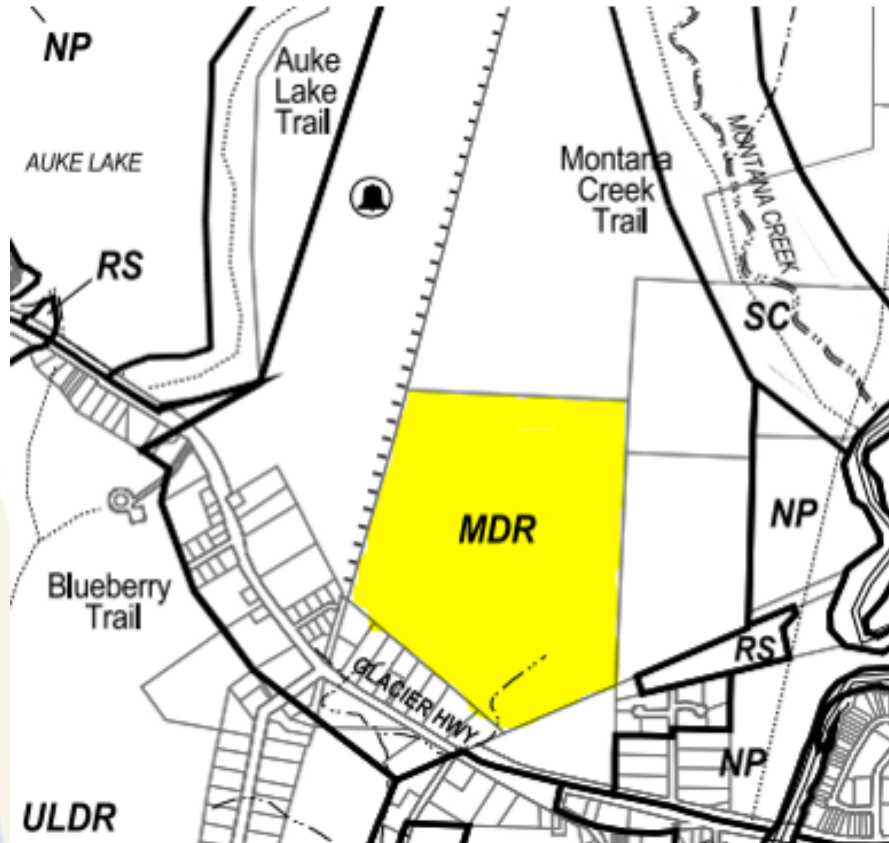 NP
Auke
Lake
Trail
AUKE LAKE
Montana
Creek
Trail
MONTANA CREEK
RS
SC
MDR
NP
Blueberry
Trail
RS
GLACIER HWY
NP
ULDR